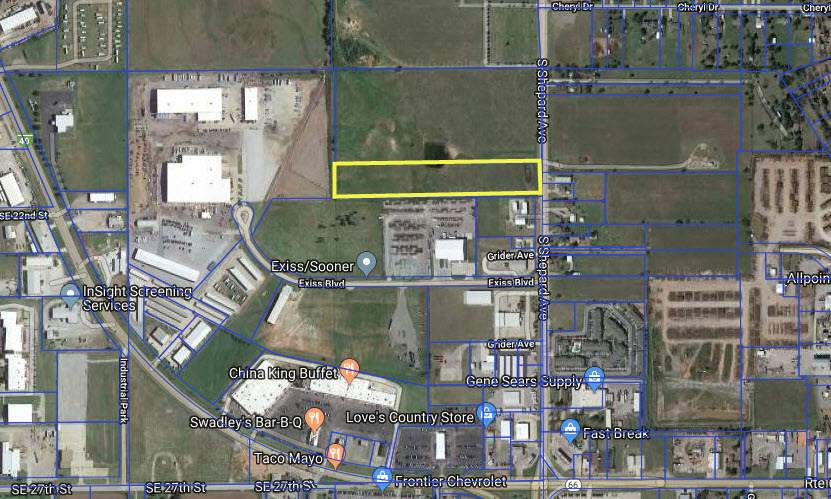 Cheryl Dr
Cheryl Dr
Cheryl
S Shepard Ave
49
SE 22nd St
S Shepard Ave
Grider Ave
Exiss/Sooner
Exiss Blvd
Exiss Blvd
Allpoin
InSight Screening
Services
Industrial Park
Grider Ave
China King Buffet
Gene Sears Supply
Swadley's Bar-B-Q
Love's Country Store
Fast Break
Taco Mayo
Frontier Chevrolet
SE 27th St
SE 27th St
SE 27th St
66
Rte